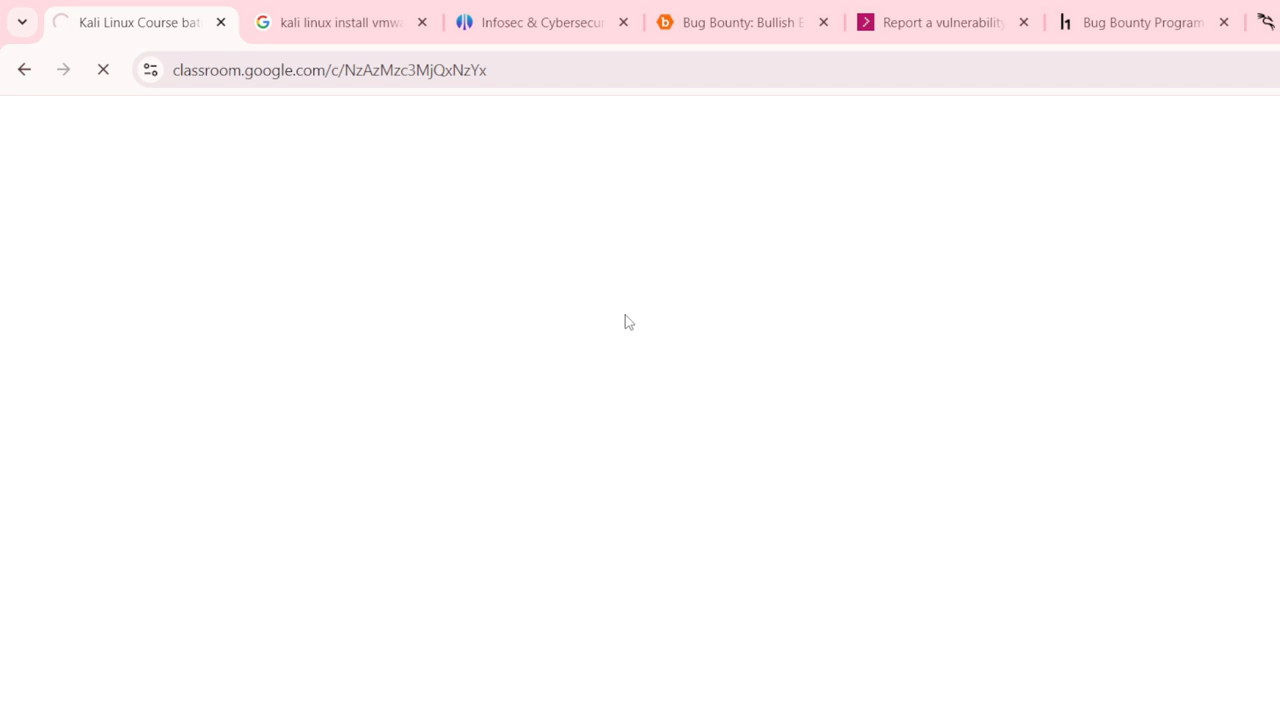 Kali Linux Course bat
kali linux install vmwa
Infosec & Cybersecur
Bug Bounty: Bullish E
Report a vulnerability
Bug Bounty Program
classroom.google.com/c/NzAzMzc3MjQxNzYx